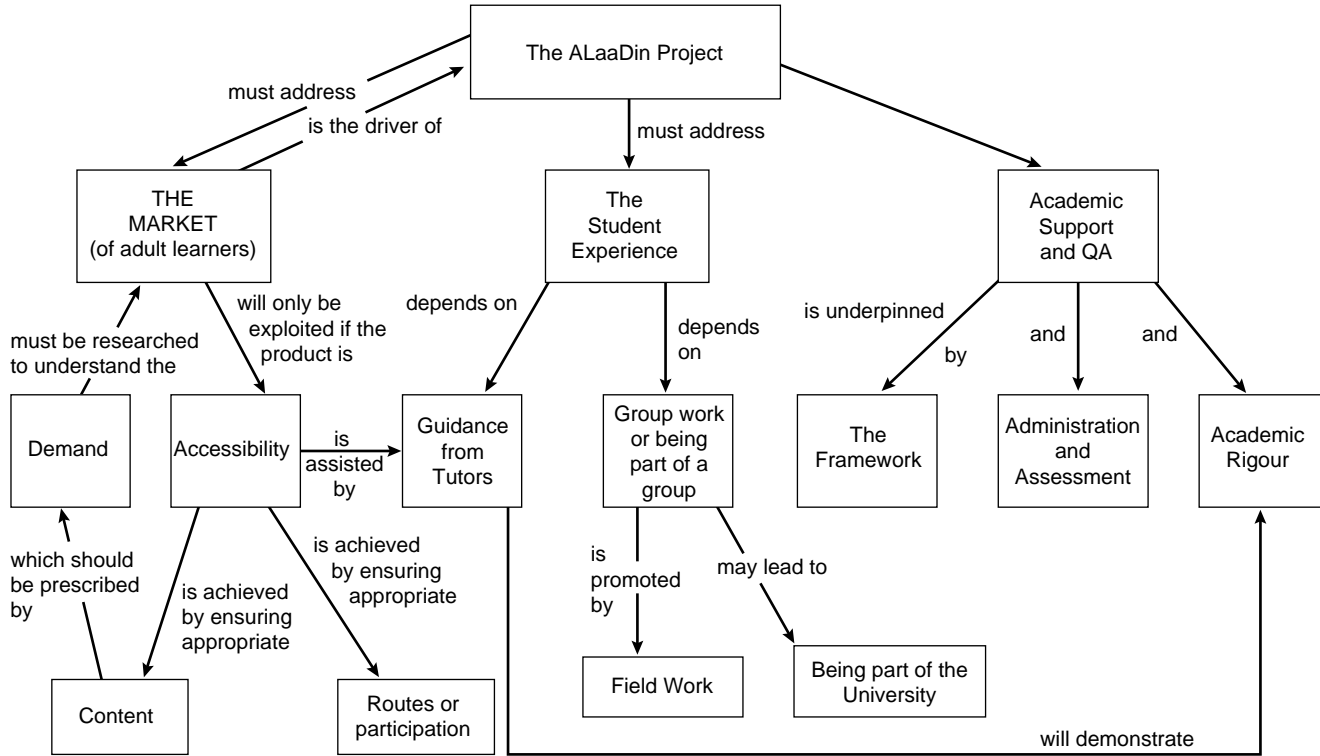 The ALaaDin Project
must address
is the driver of
must address
THE
MARKET
(of adult learners)
The
Student
Experience
Academic
Support
and QA
must be researched
to understand the
will only be
exploited if the
product is
depends on
depends
on
is underpinned
by
and
and
Demand
Accessibility
is
assisted
by
Guidance
from
Tutors
Group work
or being
part of a
group
The
Framework
Administration
and
Assessment
Academic
Rigour
which should
be prescribed
by
is achieved
by ensuring
appropriate
is achieved
by ensuring
appropriate
is
promoted
by
may lead to
Content
Routes or
participation
Field Work
Being part of the
University
will demonstrate